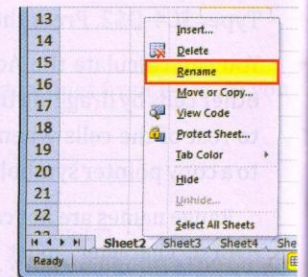 13
14
15
16
17
18
19
20
21
22
Insert...
Delete
Rename
Move or Copy...
View Code
Protect Sheet...
Tab Color
Hide
Unhide...
Select All Sheets
Sheet2 Sheet3 Sheet4 She
Ready